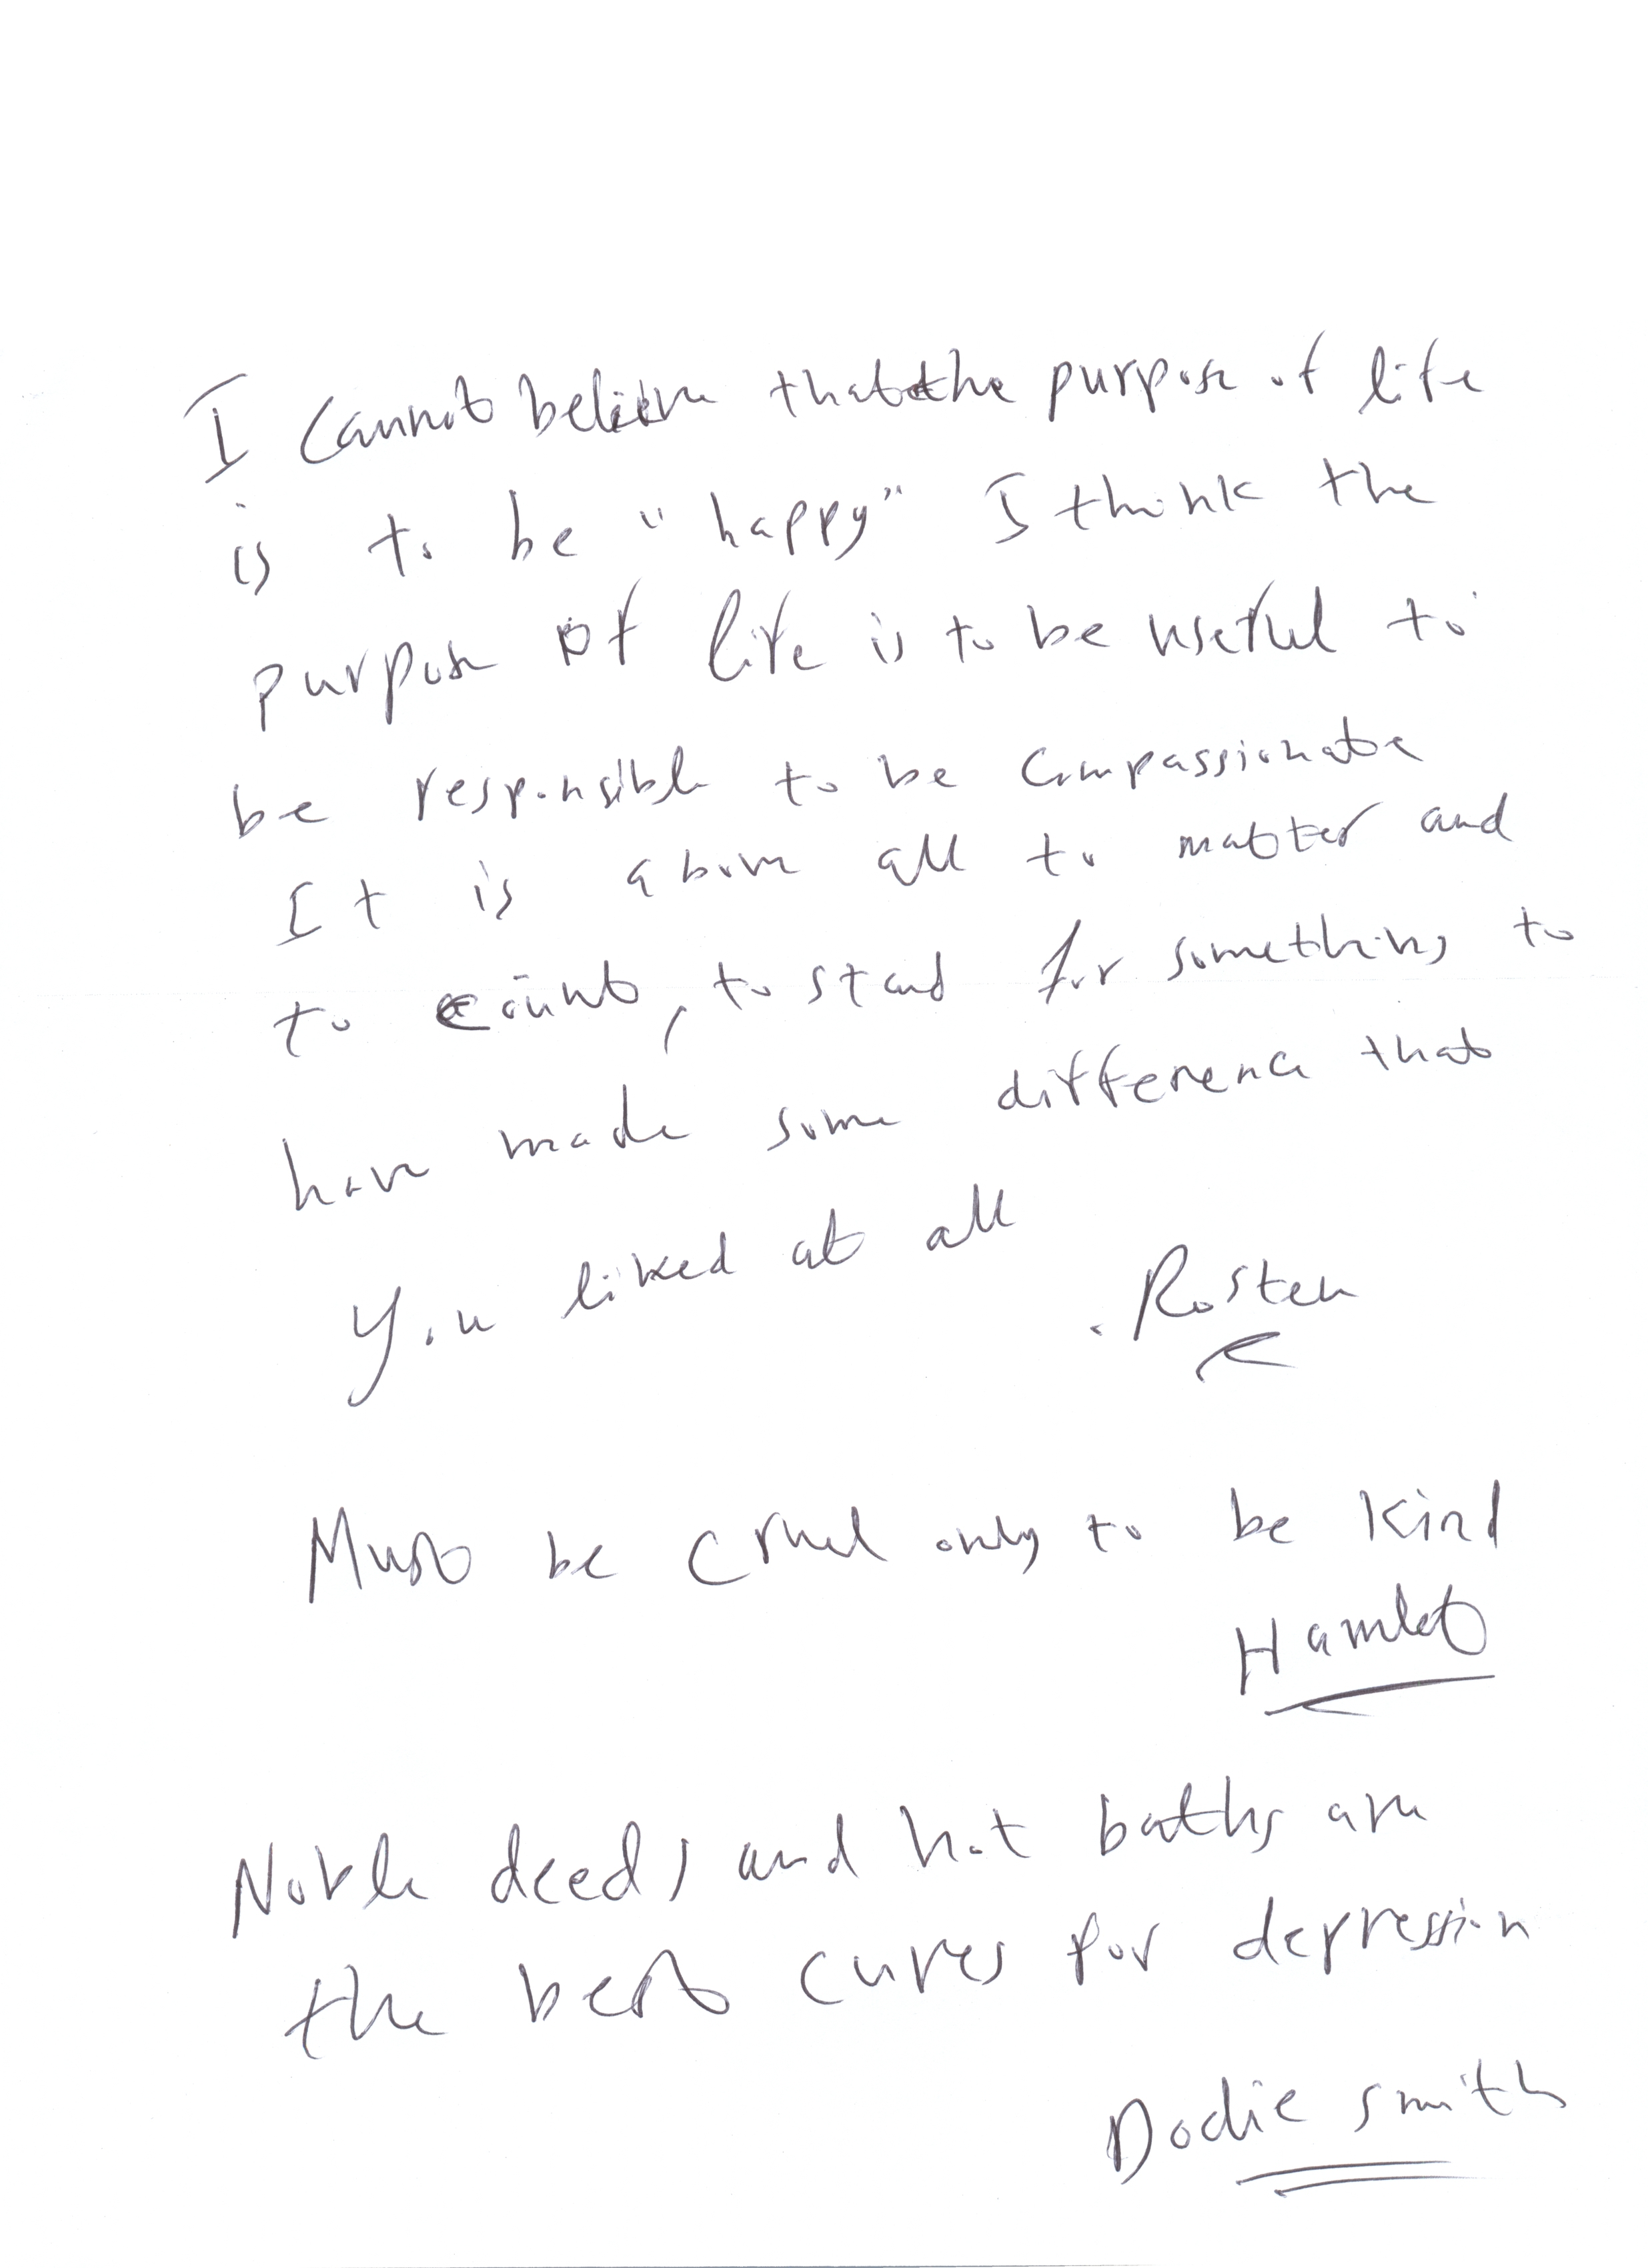 I cannot believe that the purpose of life
is to be "happy" I think the
purpose of life is to be useful to
be responsible to be compassionate
It is above all to matter and
to count, to stand for something to
have made some difference that
you liked at all
. Rosten
Must be cruel only to be kind
Hamlet
Noble deeds and hot baths are
the best cures for depression
Dodie smith